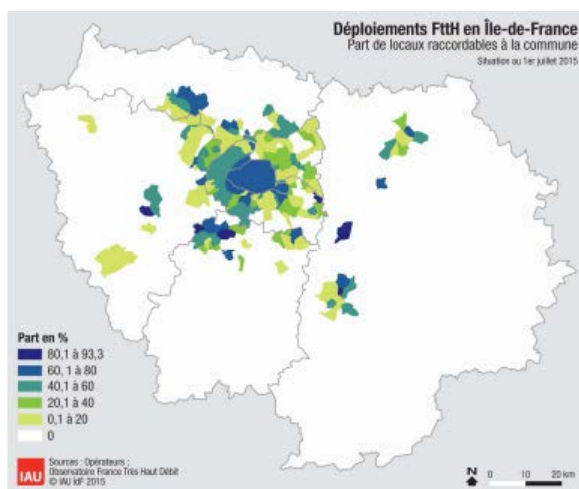 Déploiements FttH en Île-de-France
Part de locaux raccordables à la commune
Situation au 1er juillet 2015
Part en %
80,1 à 93,3
60, 1 à 80
40,1 à 60
20,1 à 40
0,1 à 20
0
IAU
Sources : Opérateurs ;
Observatoire France Très Haut Débit
© IAU îdF 2015
N
0 10 20 km